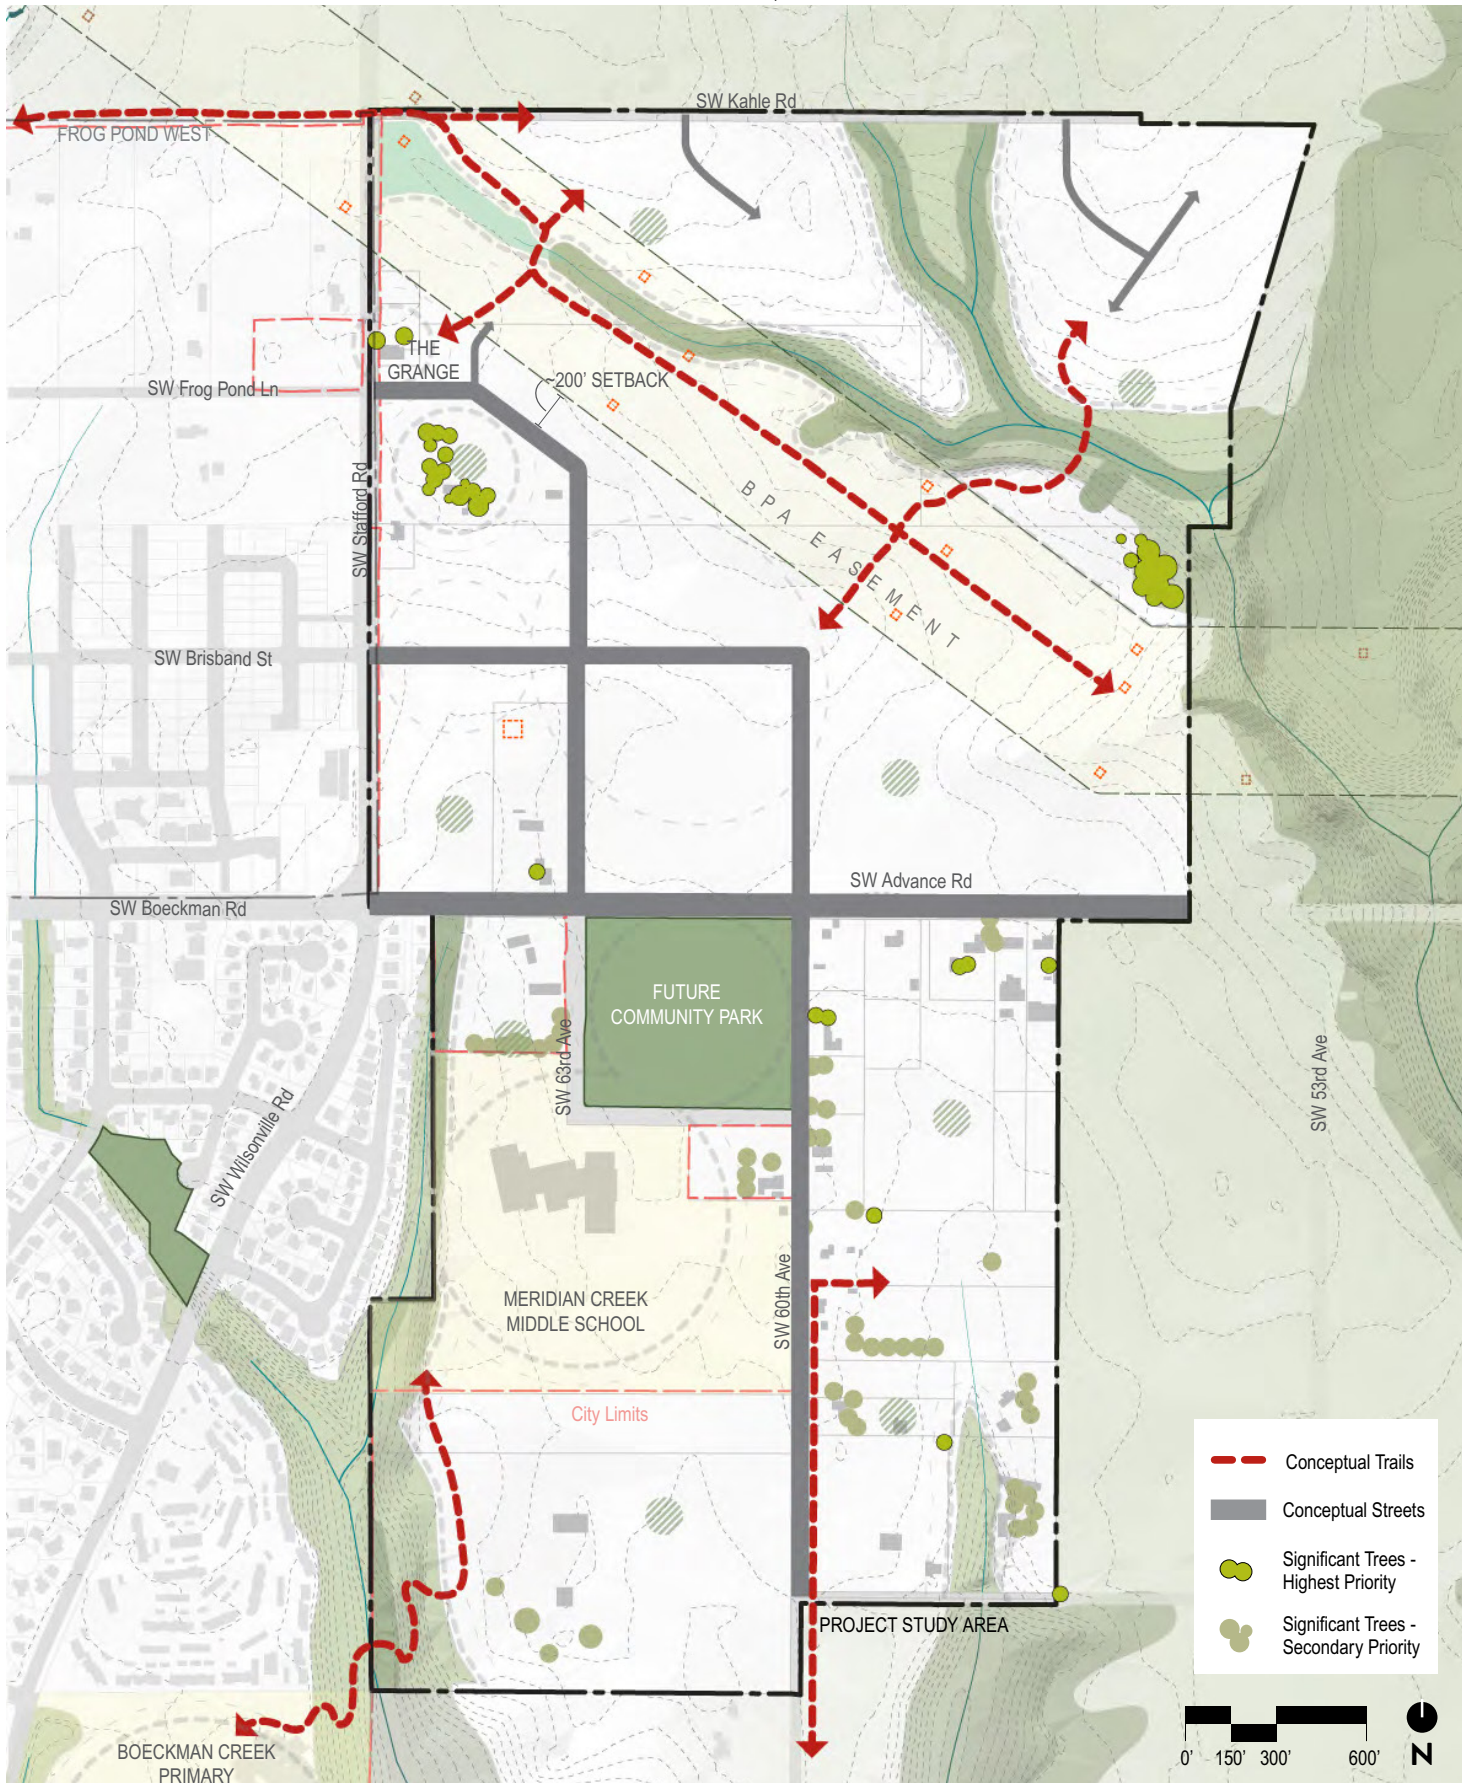 SW Kahle Rd
FROG POND WEST
THE
GRANGE
SW Frog Pond Ln
~200' SETBACK
SW Stafford Rd
BPA EASEMENT
SW Brisband St
SW Advance Rd
SW Boeckman Rd
FUTURE
COMMUNITY PARK
SW 63rd Ave
SW 53rd Ave
SW Wilsonville Rd
MERIDIAN CREEK
MIDDLE SCHOOL
SW 60th Ave
City Limits
PROJECT STUDY AREA
BOECKMAN CREEK
PRIMARY
Conceptual Trails
Conceptual Streets
Significant Trees -
Highest Priority
Significant Trees -
Secondary Priority
0' 150' 300' 600'
N